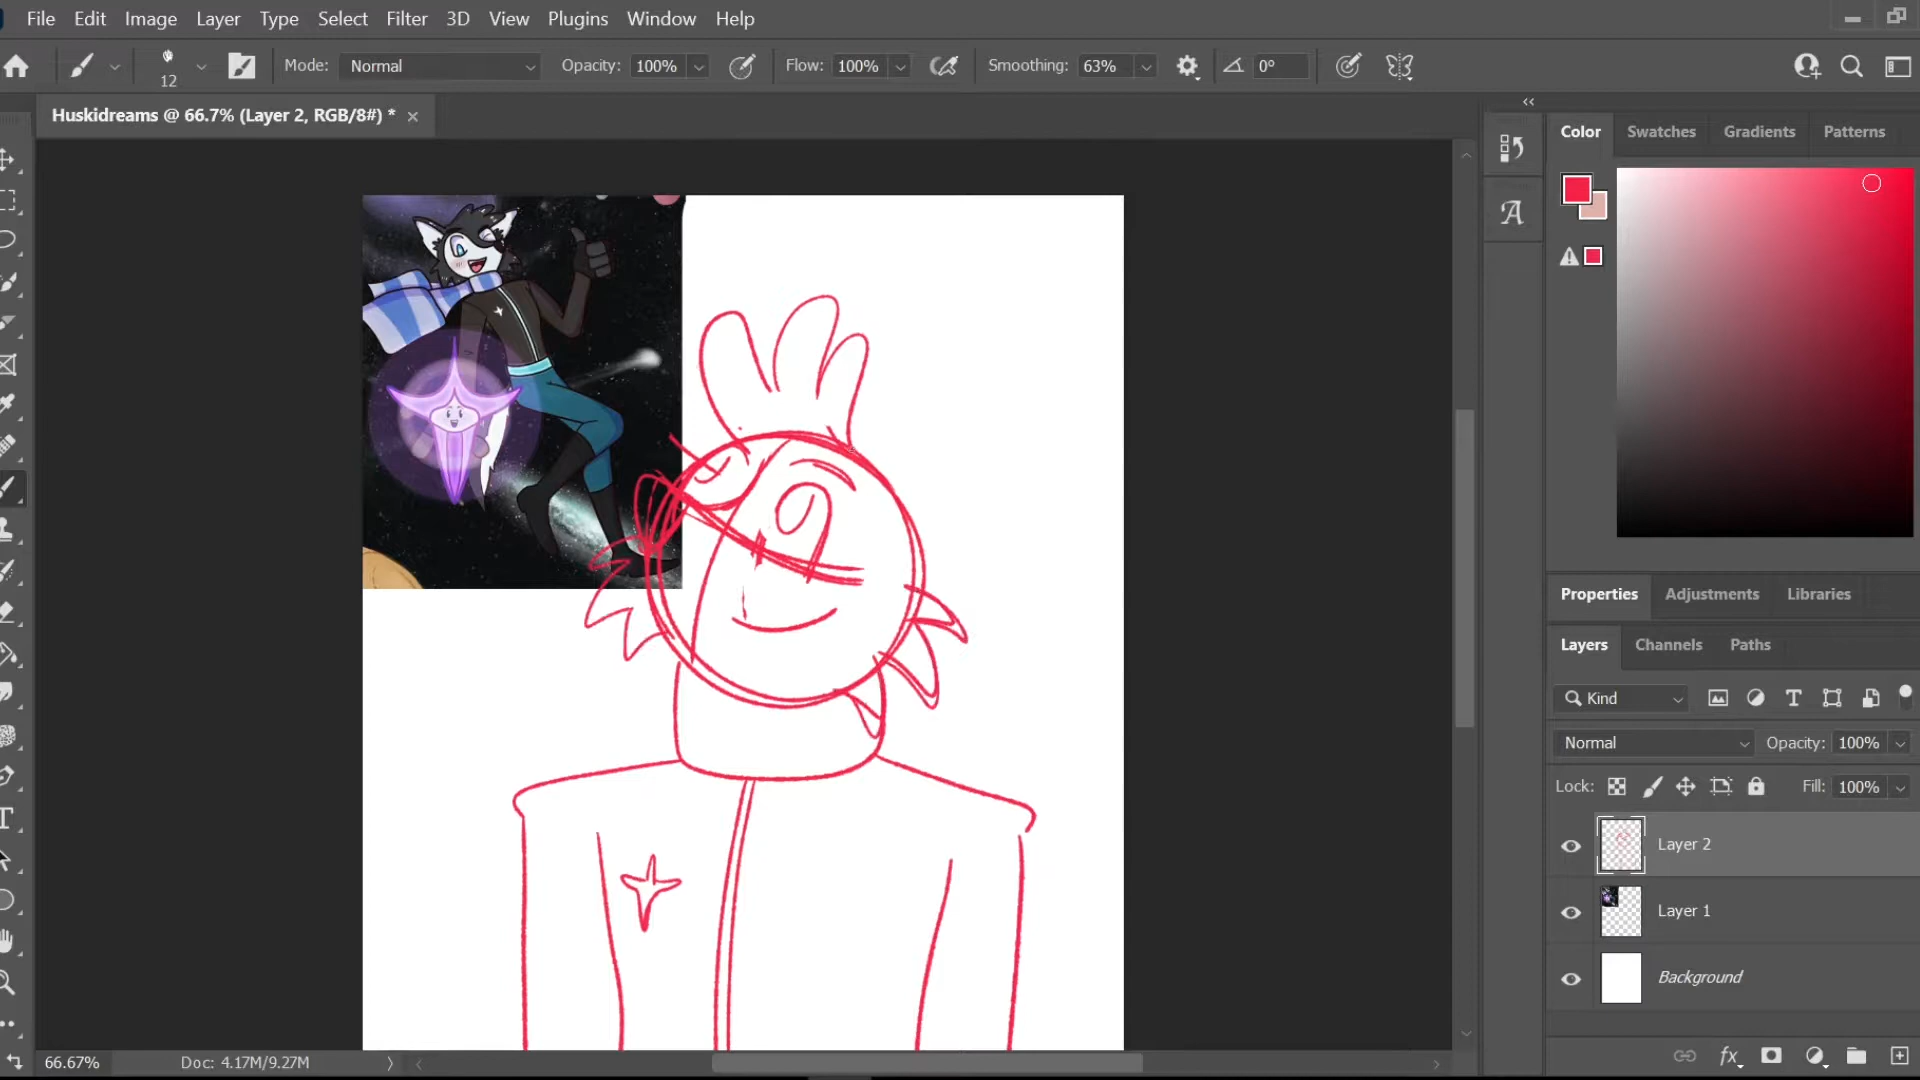 File Edit Image Layer Type Select Filter 3D View Plugins Window Help
12 Mode: Normal Opacity: 100% Flow: 100% Smoothing: 63% 0°
Huskidreams @ 66.7% (Layer 2, RGB/8#) * ×
Color Swatches Gradients Patterns
Properties Adjustments Libraries
Layers Channels Paths
Kind
Normal Opacity: 100%
Lock: Fill: 100%
Layer 2
Layer 1
Background
66.67% Doc: 4.17M/9.27M